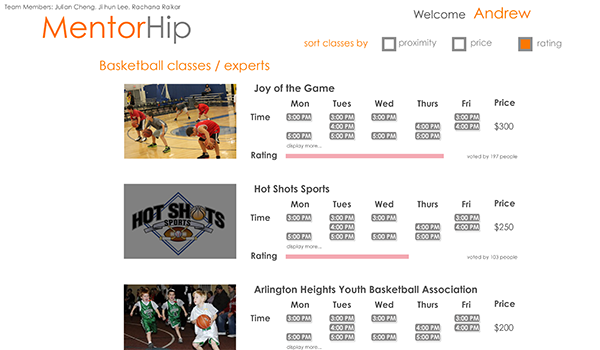 Team Members: Julian Cheng, Ji hun Lee, Rachana Raikar
MentorHip
Welcome Andrew
sort classes by proximity price rating
Basketball classes / experts
Joy of the Game
Mon Tues Wed Thurs Fri Price
Time 3:00 PM 3:00 PM 3:00 PM 3:00 PM
4:00 PM 4:00 PM 4:00 PM $300
5:00 PM 5:00 PM 5:00 PM 5:00 PM
display more...
Rating voted by 197 people
HOT SHOTS
SPORTS
Hot Shots Sports
Mon Tues Wed Thurs Fri Price
Time 3:00 PM 3:00 PM 3:00 PM 3:00 PM
4:00 PM 4:00 PM 4:00 PM $250
5:00 PM 5:00 PM 5:00 PM 5:00 PM
display more...
Rating voted by 103 people
Arlington Heights Youth Basketball Association
Mon Tues Wed Thurs Fri Price
Time 3:00 PM 3:00 PM 3:00 PM 3:00 PM
4:00 PM 4:00 PM 4:00 PM $200
5:00 PM 5:00 PM 5:00 PM 5:00 PM
display more...